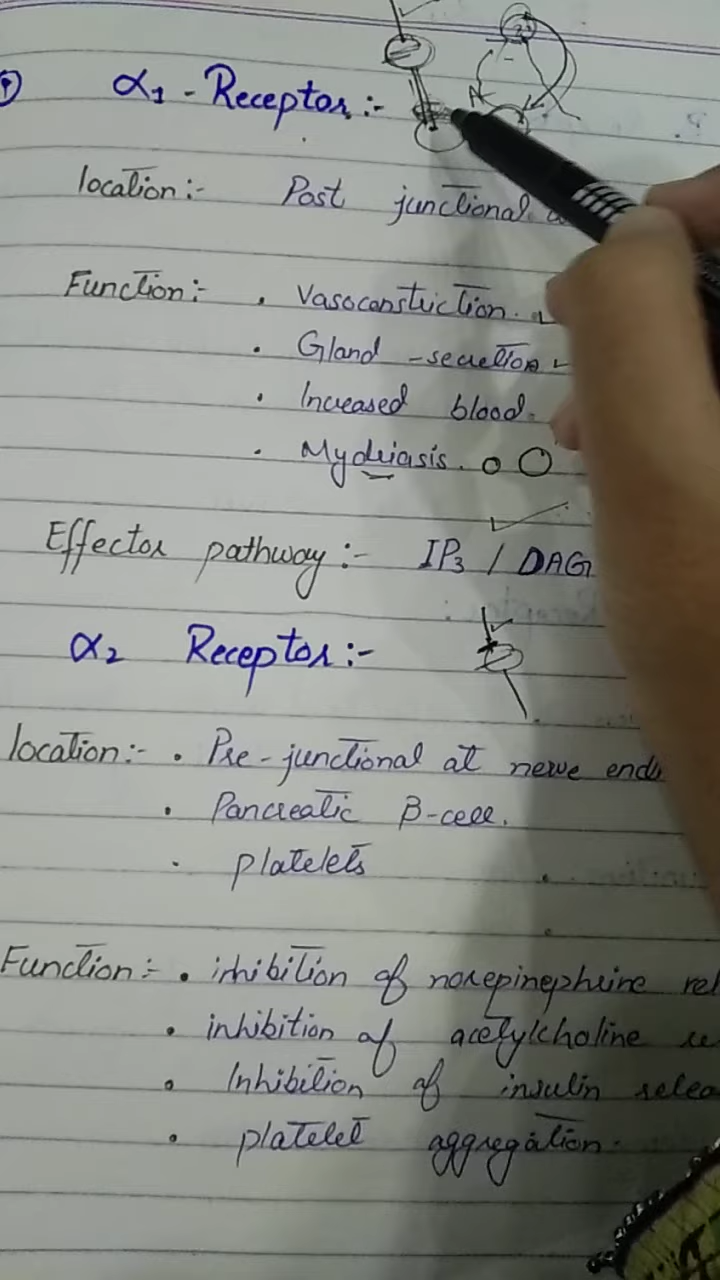 α1 - Receptor :-
location :- Post junctional
Function :- . Vasoconstriction.
. Gland - secretion
. Increased blood.
. Mydriasis.
Effector pathway :- IP3 / DAG
α2 Receptor :-
location :- . Pre-junctional at nerve
. Pancreatic β-cell.
. platelets
Function :- . inhibition of norepinephrine
. inhibition of acetylcholine
. Inhibition of insulin
. platelet aggregation.